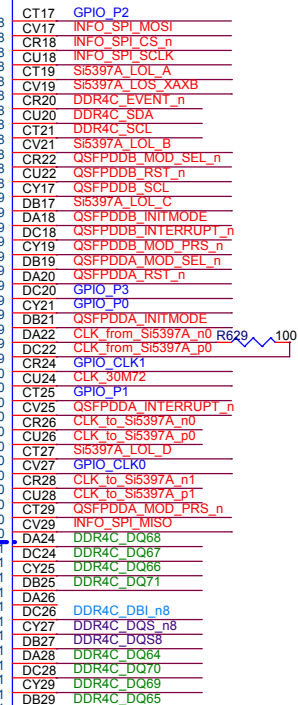 CT17 GPIO_P2
CV17 INFO_SPI_MOSI
CR18 INFO_SPI_CS_n
CU18 INFO_SPI_SCLK
CT19 Si5397A_LOL_A
CV19 Si5397A_LOS_XAXB
CR20 DDR4C_EVENT_n
CU20 DDR4C_SDA
CT21 DDR4C_SCL
CV21 Si5397A_LOL_B
CR22 QSFPDDB_MOD_SEL_n
CU22 QSFPDDB_RST_n
CY17 QSFPDDB_SCL
DB17 Si5397A_LOL_C
DA18 QSFPDDB_INITMODE
DC18 QSFPDDB_INTERRUPT_n
CY19 QSFPDDB_MOD_PRS_n
DB19 QSFPDDA_MOD_SEL_n
DA20 QSFPDDA_RST_n
DC20 GPIO_P3
CY21 GPIO_P0
DB21 QSFPDDA_INITMODE
DA22 CLK_from_Si5397A_n0 R629 100
DC22 CLK_from_Si5397A_p0
CR24 GPIO_CLK1
CU24 CLK_30M72
CT25 GPIO_P1
CV25 QSFPDDA_INTERRUPT_n
CR26 CLK_to_Si5397A_n0
CU26 CLK_to_Si5397A_p0
CT27 Si5397A_LOL_D
CV27 GPIO_CLK0
CR28 CLK_to_Si5397A_n1
CU28 CLK_to_Si5397A_p1
CT29 QSFPDDA_MOD_PRS_n
CV29 INFO_SPI_MISO
DA24 DDR4C_DQ68
DC24 DDR4C_DQ67
CY25 DDR4C_DQ66
DB25 DDR4C_DQ71
DA26
DC26 DDR4C_DBI_n8
CY27 DDR4C_DQS_n8
DB27 DDR4C_DQS8
DA28 DDR4C_DQ64
DC28 DDR4C_DQ70
CY29 DDR4C_DQ69
DB29 DDR4C_DQ65